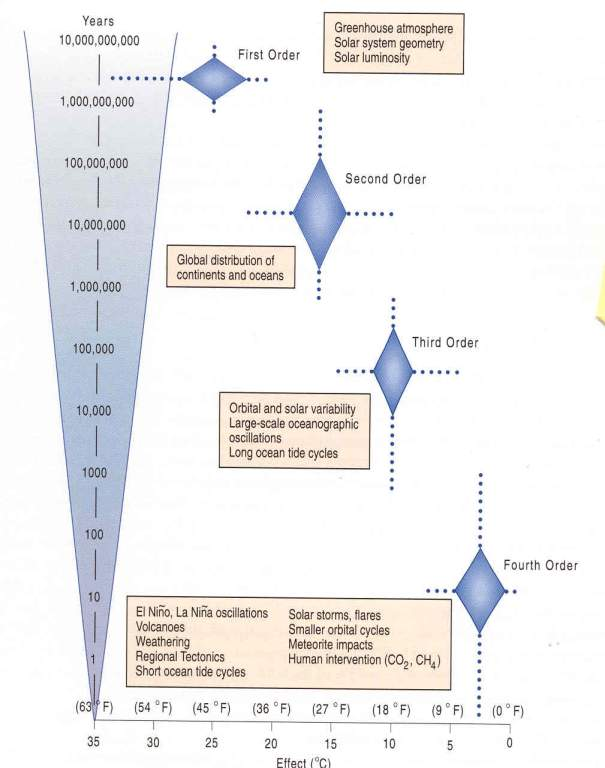 Years
10,000,000,000
First Order
Greenhouse atmosphere
Solar system geometry
Solar luminosity
1,000,000,000
100,000,000
Second Order
10,000,000
Global distribution of
continents and oceans
1,000,000
Third Order
100,000
10,000
Orbital and solar variability
Large-scale oceanographic
oscillations
Long ocean tide cycles
1000
100
Fourth Order
10
El Niño, La Niña oscillations
Volcanoes
Weathering
Regional Tectonics
Short ocean tide cycles
Solar storms, flares
Smaller orbital cycles
Meteorite impacts
Human intervention (CO₂, CH₄)
1
(63 °F) (54 °F) (45 °F) (36 °F) (27 °F) (18 °F) (9 °F) (0 °F)
35 30 25 20 15 10 5 0
Effect (°C)